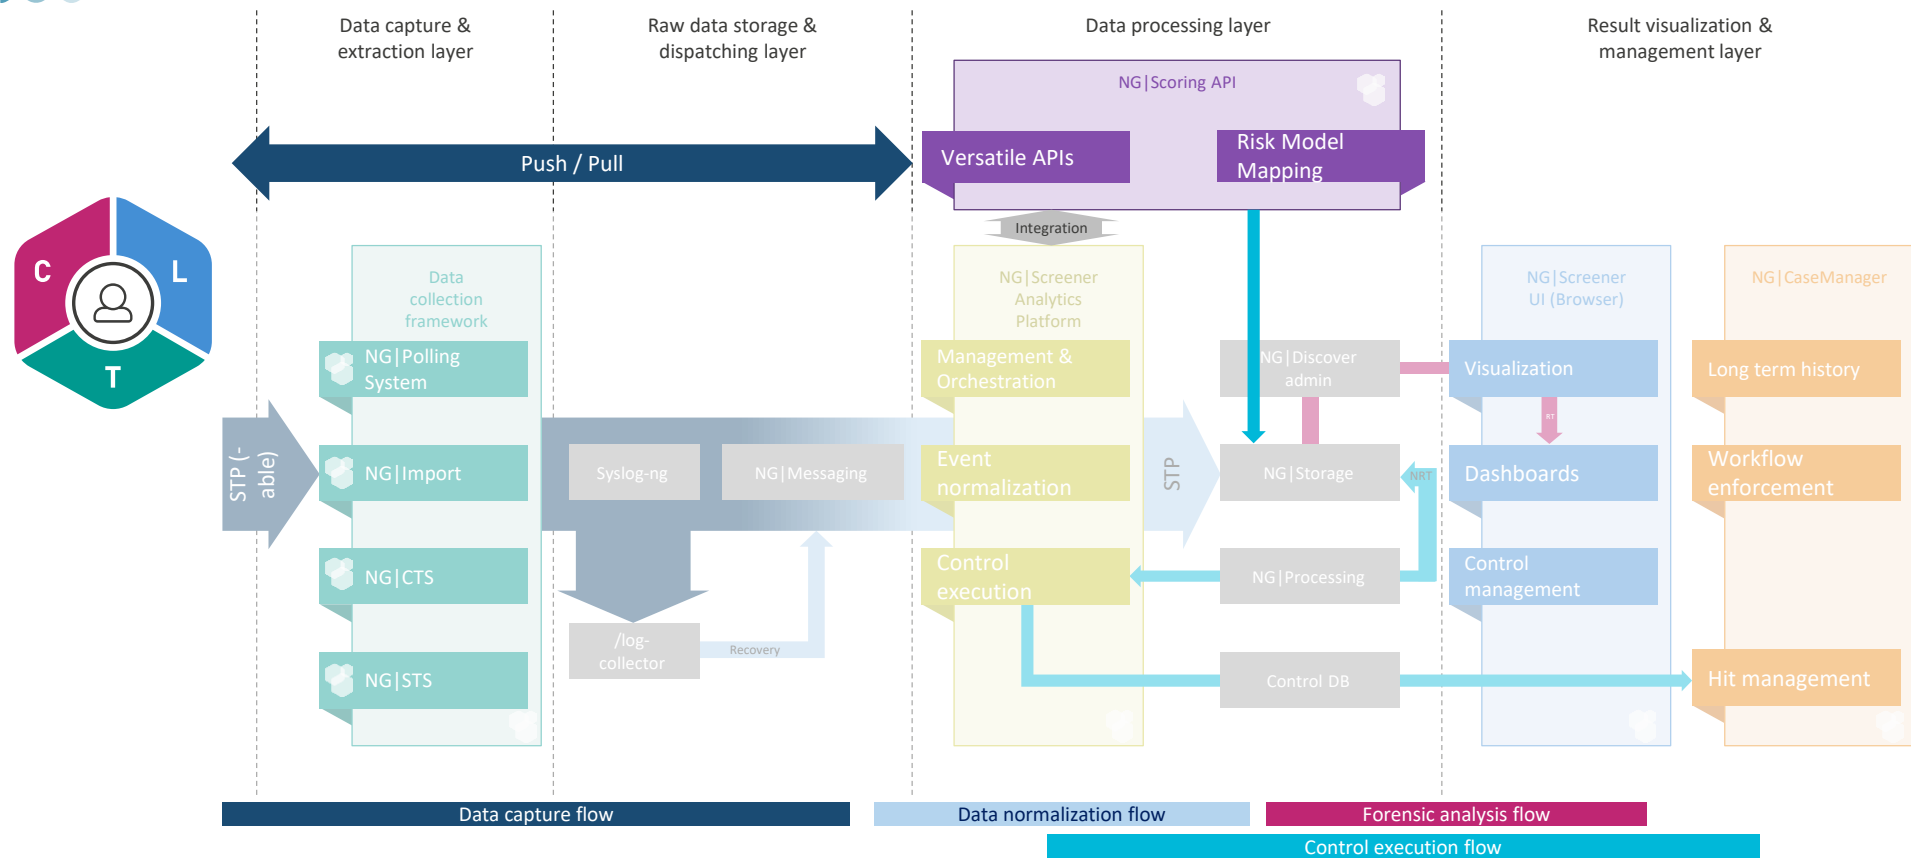 Data capture &
extraction layer
Raw data storage &
dispatching layer
Data processing layer
Result visualization &
management layer
NG|Scoring API
Versatile APIs
Risk Model
Mapping
Push / Pull
Integration
C
L
T
Data
collection
framework
NG|Polling
System
NG|Import
NG|CTS
NG|STS
STP (-
able)
Syslog-ng
NG|Messaging
/log-
collector
Recovery
NG|Screener
Analytics
Platform
Management &
Orchestration
Event
normalization
Control
execution
STP
NG|Discover
admin
NG|Storage
NRT
NG|Processing
Control DB
NG|Screener
UI (Browser)
Visualization
RT
Dashboards
Control
management
NG|CaseManager
Long term history
Workflow
enforcement
Hit management
Data capture flow
Data normalization flow
Forensic analysis flow
Control execution flow